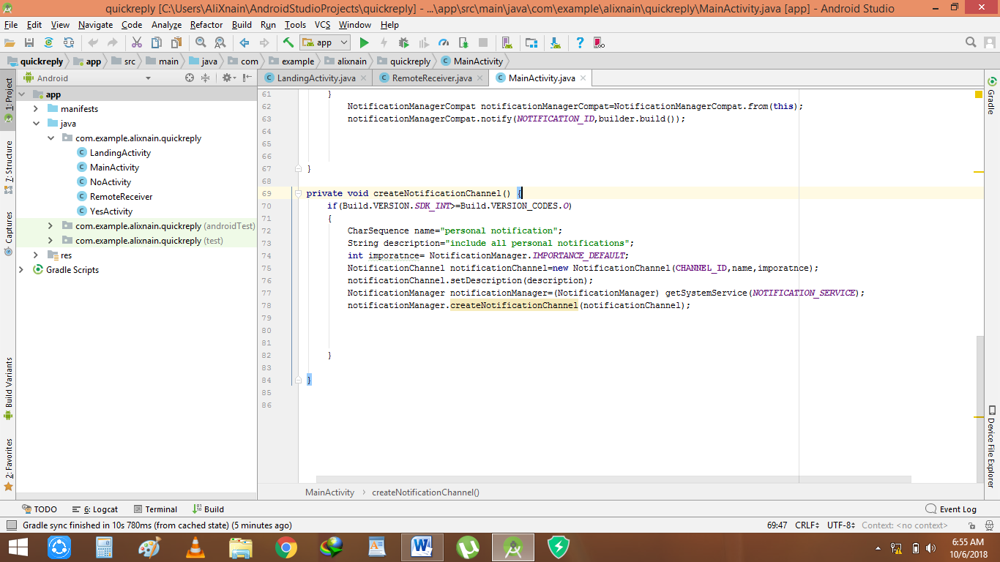 quickreply [C:\Users\AliXnain\AndroidStudioProjects\quickreply] - ...\app\src\main\java\com\example\alixnain\quickreply\MainActivity.java [app] - Android Studio
File Edit View Navigate Code Analyze Refactor Build Run Tools VCS Window Help
app
quickreply app src main java com example alixnain quickreply MainActivity
Android
LandingActivity.java RemoteReceiver.java MainActivity.java
1: Project
7: Structure
Captures
Build Variants
2: Favorites
app
manifests
java
com.example.alixnain.quickreply
LandingActivity
MainActivity
NoActivity
RemoteReceiver
YesActivity
com.example.alixnain.quickreply (androidTest)
com.example.alixnain.quickreply (test)
res
Gradle Scripts
61 }
62 NotificationManagerCompat notificationManagerCompat=NotificationManagerCompat.from(this);
63 notificationManagerCompat.notify(NOTIFICATION_ID,builder.build());
64
65
66
67 }
68
69 private void createNotificationChannel() {
70 if(Build.VERSION.SDK_INT>=Build.VERSION_CODES.O)
71 {
72 CharSequence name="personal notification";
73 String description="include all personal notifications";
74 int imporatnce= NotificationManager.IMPORTANCE_DEFAULT;
75 NotificationChannel notificationChannel=new NotificationChannel(CHANNEL_ID,name,imporatnce);
76 notificationChannel.setDescription(description);
77 NotificationManager notificationManager=(NotificationManager) getSystemService(NOTIFICATION_SERVICE);
78 notificationManager.createNotificationChannel(notificationChannel);
79
80
81
82 }
83
84 }
85
86
Gradle
Device File Explorer
MainActivity > createNotificationChannel()
TODO 6: Logcat Terminal Build Event Log
Gradle sync finished in 10s 780ms (from cached state) (5 minutes ago) 69:47 CRLF UTF-8 Context: <no context>
6:55 AM
10/6/2018